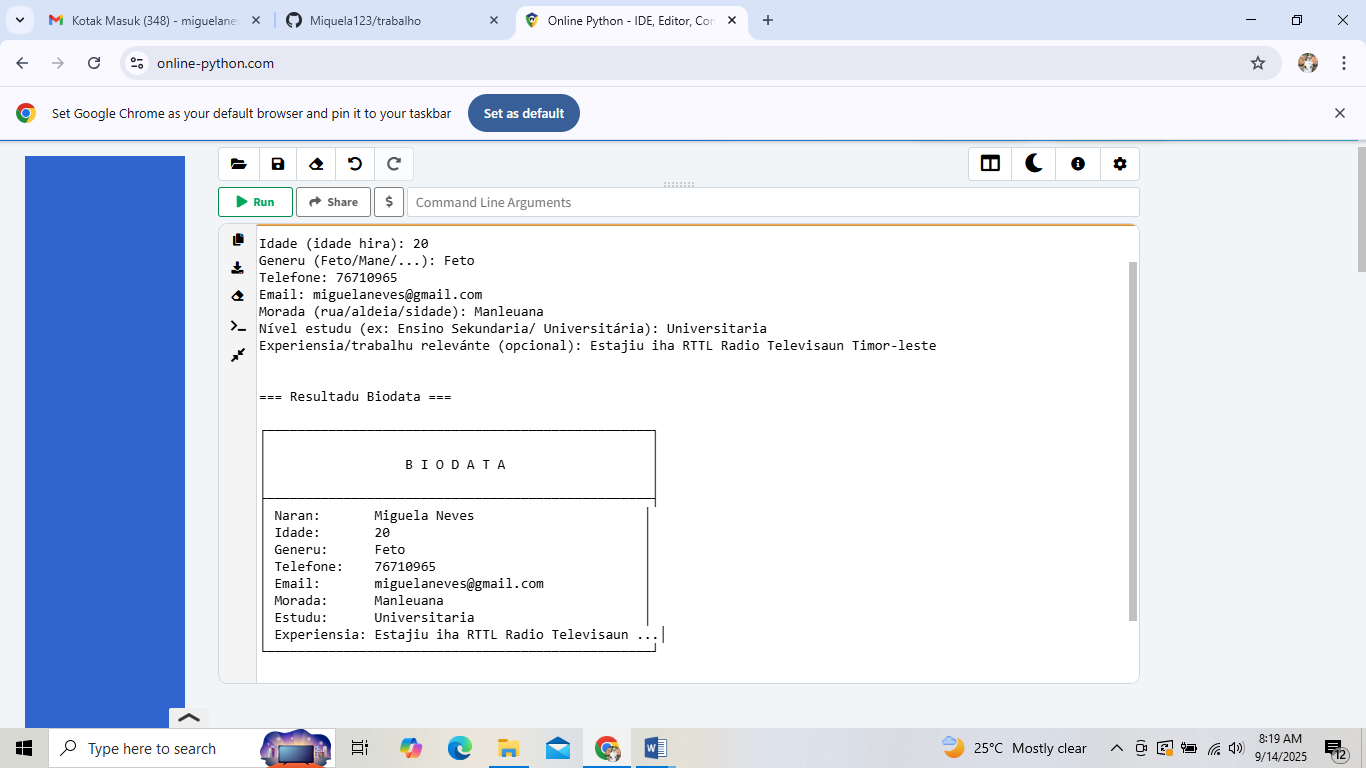 Kotak Masuk (348) - miguelanev
Miquela123/trabalho
Online Python - IDE, Editor, Con
online-python.com
Set Google Chrome as your default browser and pin it to your taskbar
Set as default
Run
Share
$
Command Line Arguments
Idade (idade hira): 20
Generu (Feto/Mane/...): Feto
Telefone: 76710965
Email: miguelaneves@gmail.com
Morada (rua/aldeia/sidade): Manleuana
Nível estudu (ex: Ensino Sekundaria/ Universitária): Universitaria
Experiensia/trabalhu relevánte (opcional): Estajiu iha RTTL Radio Televisaun Timor-leste
=== Resultadu Biodata ===
B I O D A T A
Naran: Miguela Neves
Idade: 20
Generu: Feto
Telefone: 76710965
Email: miguelaneves@gmail.com
Morada: Manleuana
Estudu: Universitaria
Experiensia: Estajiu iha RTTL Radio Televisaun ...
Type here to search
25°C Mostly clear
8:19 AM
9/14/2025
12